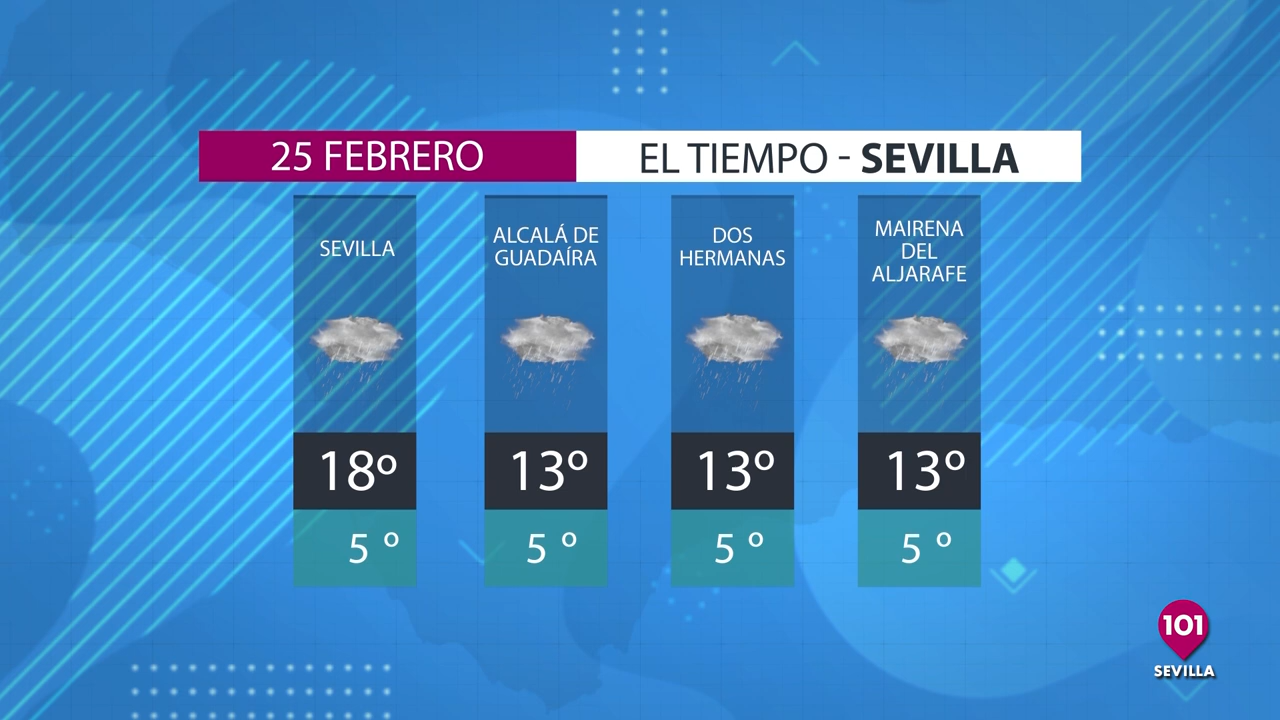 25 FEBRERO
EL TIEMPO - SEVILLA
SEVILLA
18º
5 º
ALCALÁ DE
GUADAÍRA
13º
5 º
DOS
HERMANAS
13º
5 º
MAIRENA
DEL
ALJARAFE
13º
5 º
101
SEVILLA